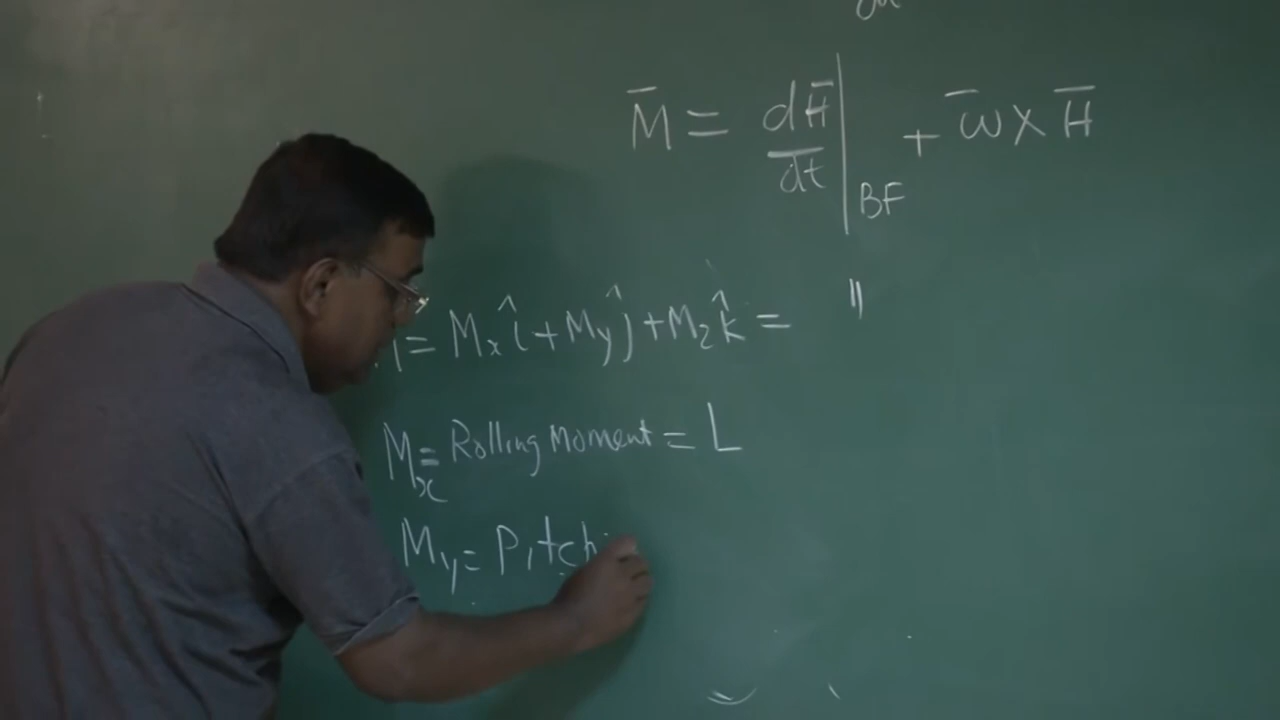 M̄ = dH̄/dt |BF + ω̄ × H̄
= Mx î + My ĵ + Mz k̂ = "
Mx = Rolling Moment = L
My = Pitch